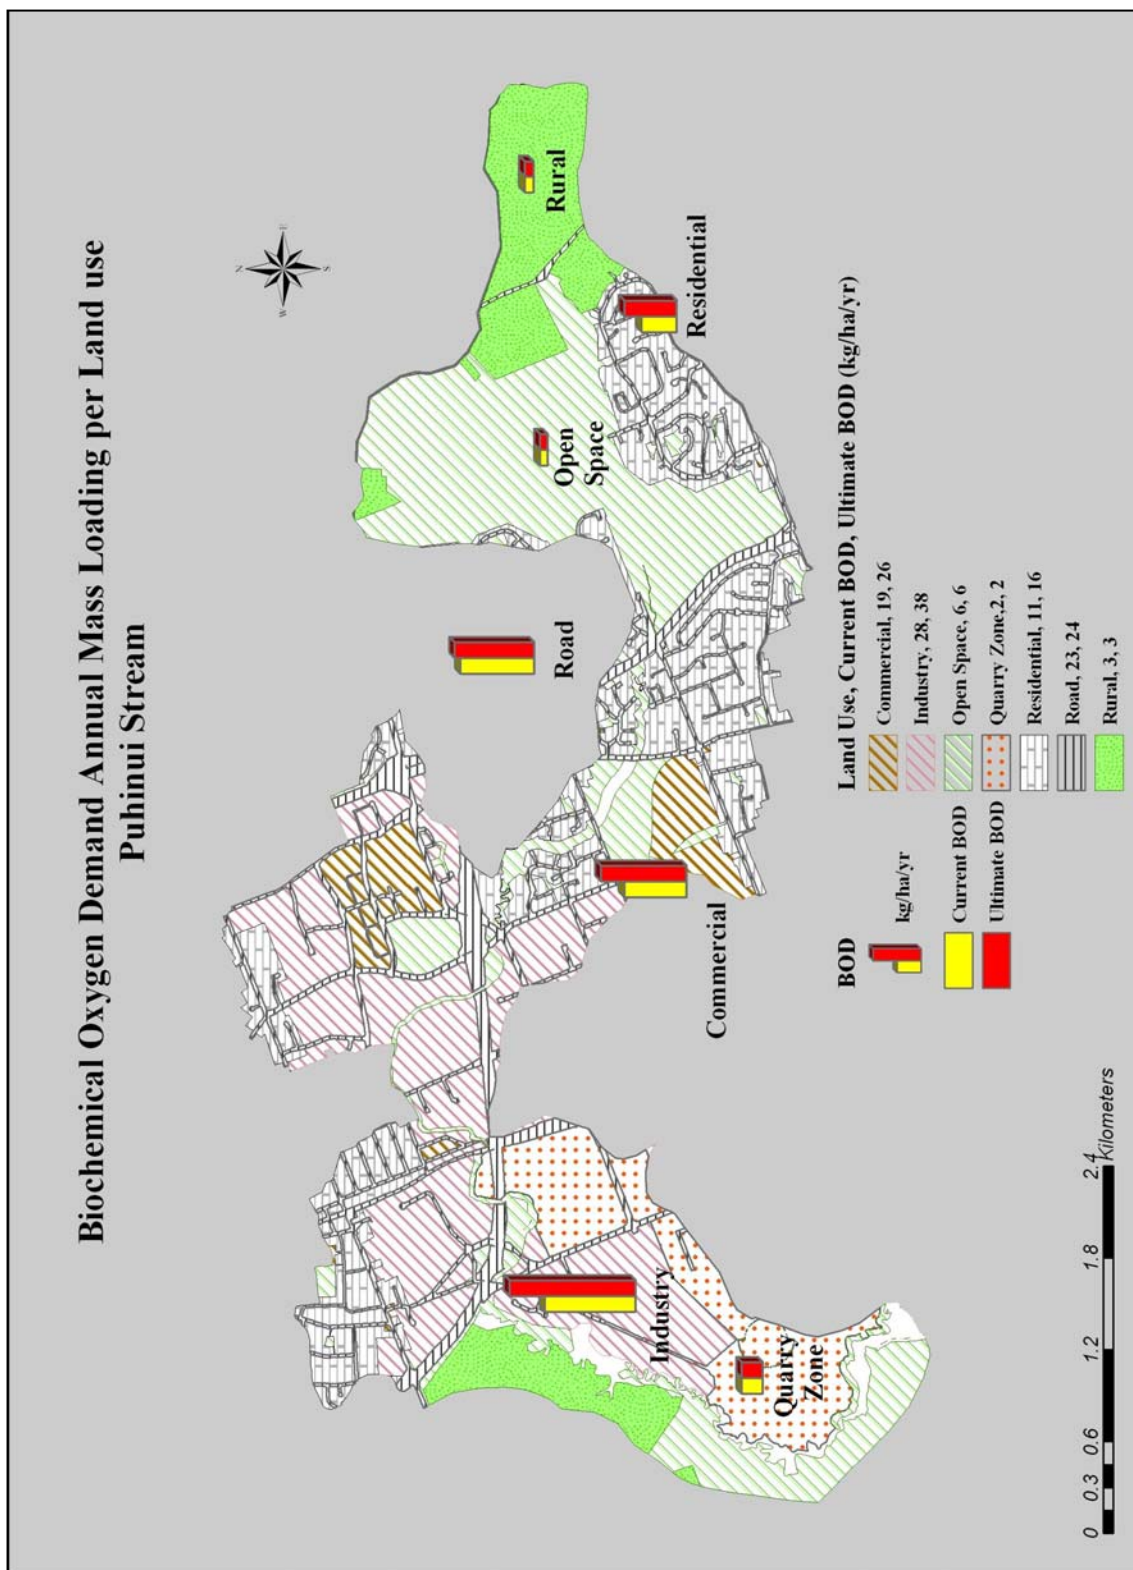 Biochemical Oxygen Demand Annual Mass Loading per Land use
Puhinui Stream
N
W
E
S
Rural
Residential
Open
Space
Road
Commercial
Industry
Quarry
Zone
BOD
kg/ha/yr
Current BOD
Ultimate BOD
Land Use, Current BOD, Ultimate BOD (kg/ha/yr)
Commercial, 19, 26
Industry, 28, 38
Open Space, 6, 6
Quarry Zone,2, 2
Residential, 11, 16
Road, 23, 24
Rural, 3, 3
0 0.3 0.6 1.2 1.8 2.4
Kilometers